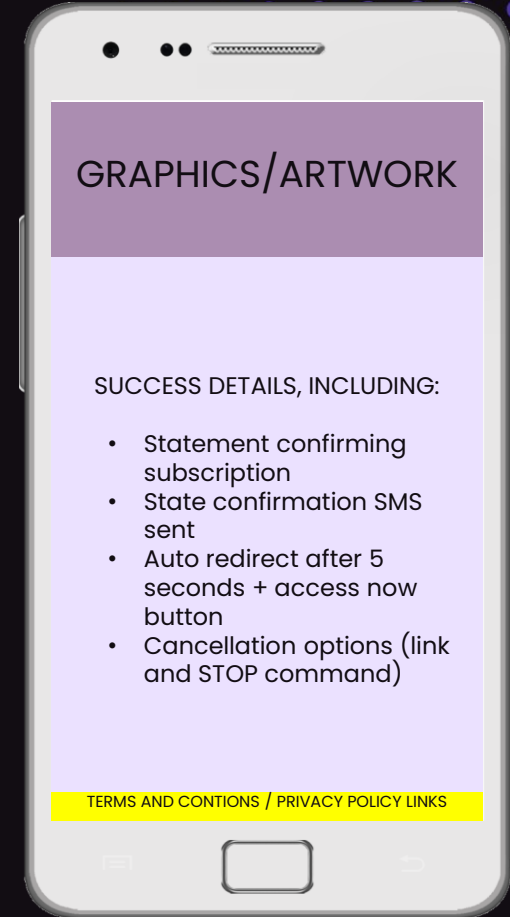 GRAPHICS/ARTWORK
SUCCESS DETAILS, INCLUDING:
• Statement confirming
subscription
• State confirmation SMS
sent
• Auto redirect after 5
seconds + access now
button
• Cancellation options (link
and STOP command)
TERMS AND CONTIONS / PRIVACY POLICY LINKS